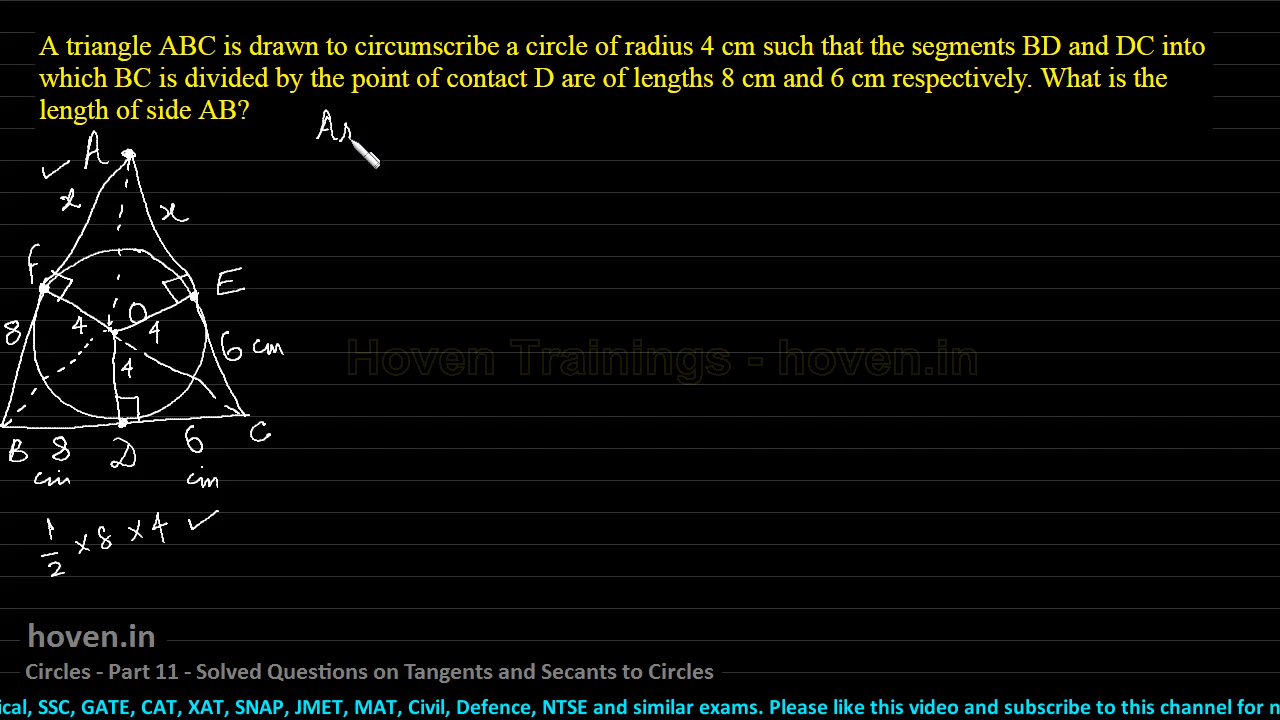 A triangle ABC is drawn to circumscribe a circle of radius 4 cm such that the segments BD and DC into
which BC is divided by the point of contact D are of lengths 8 cm and 6 cm respectively. What is the
length of side AB?
A
x
x
F
E
O
4
4
8
6 cm
4
Hoven Trainings - hoven.in
B 8 D 6 C
cm cm
1/2 × 8 × 4 ✓
hoven.in
Circles - Part 11 - Solved Questions on Tangents and Secants to Circles
ical, SSC, GATE, CAT, XAT, SNAP, JMET, MAT, Civil, Defence, NTSE and similar exams. Please like this video and subscribe to this channel for